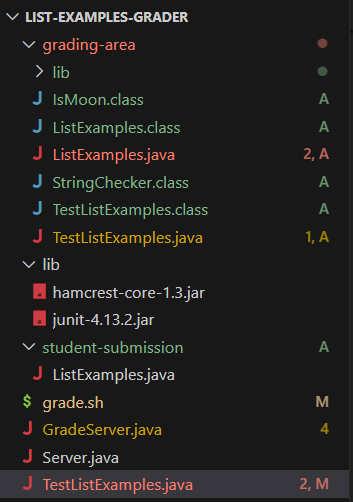 LIST-EXAMPLES-GRADER
grading-area
lib
IsMoon.class A
ListExamples.class A
ListExamples.java 2, A
StringChecker.class A
TestListExamples.class A
TestListExamples.java 1, A
lib
hamcrest-core-1.3.jar
junit-4.13.2.jar
student-submission A
ListExamples.java
$ grade.sh M
GradeServer.java 4
Server.java
TestListExamples.java 2, M